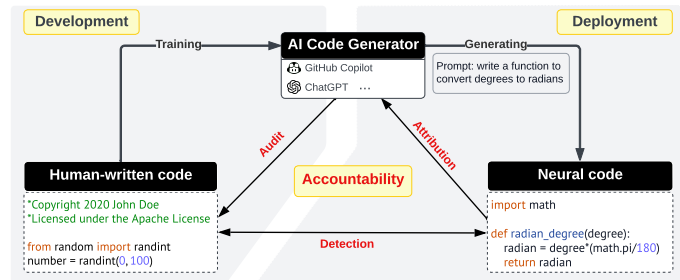 Development
Deployment
Training
AI Code Generator
Generating
GitHub Copilot
ChatGPT ...
Prompt: write a function to
convert degrees to radians
Audit
Attribution
Human-written code
Accountability
Neural code
"Copyright 2020 John Doe
"Licensed under the Apache License
from random import randint
number = randint(0, 100)
Detection
import math
def radian_degree(degree):
radian = degree*(math.pi/180)
return radian